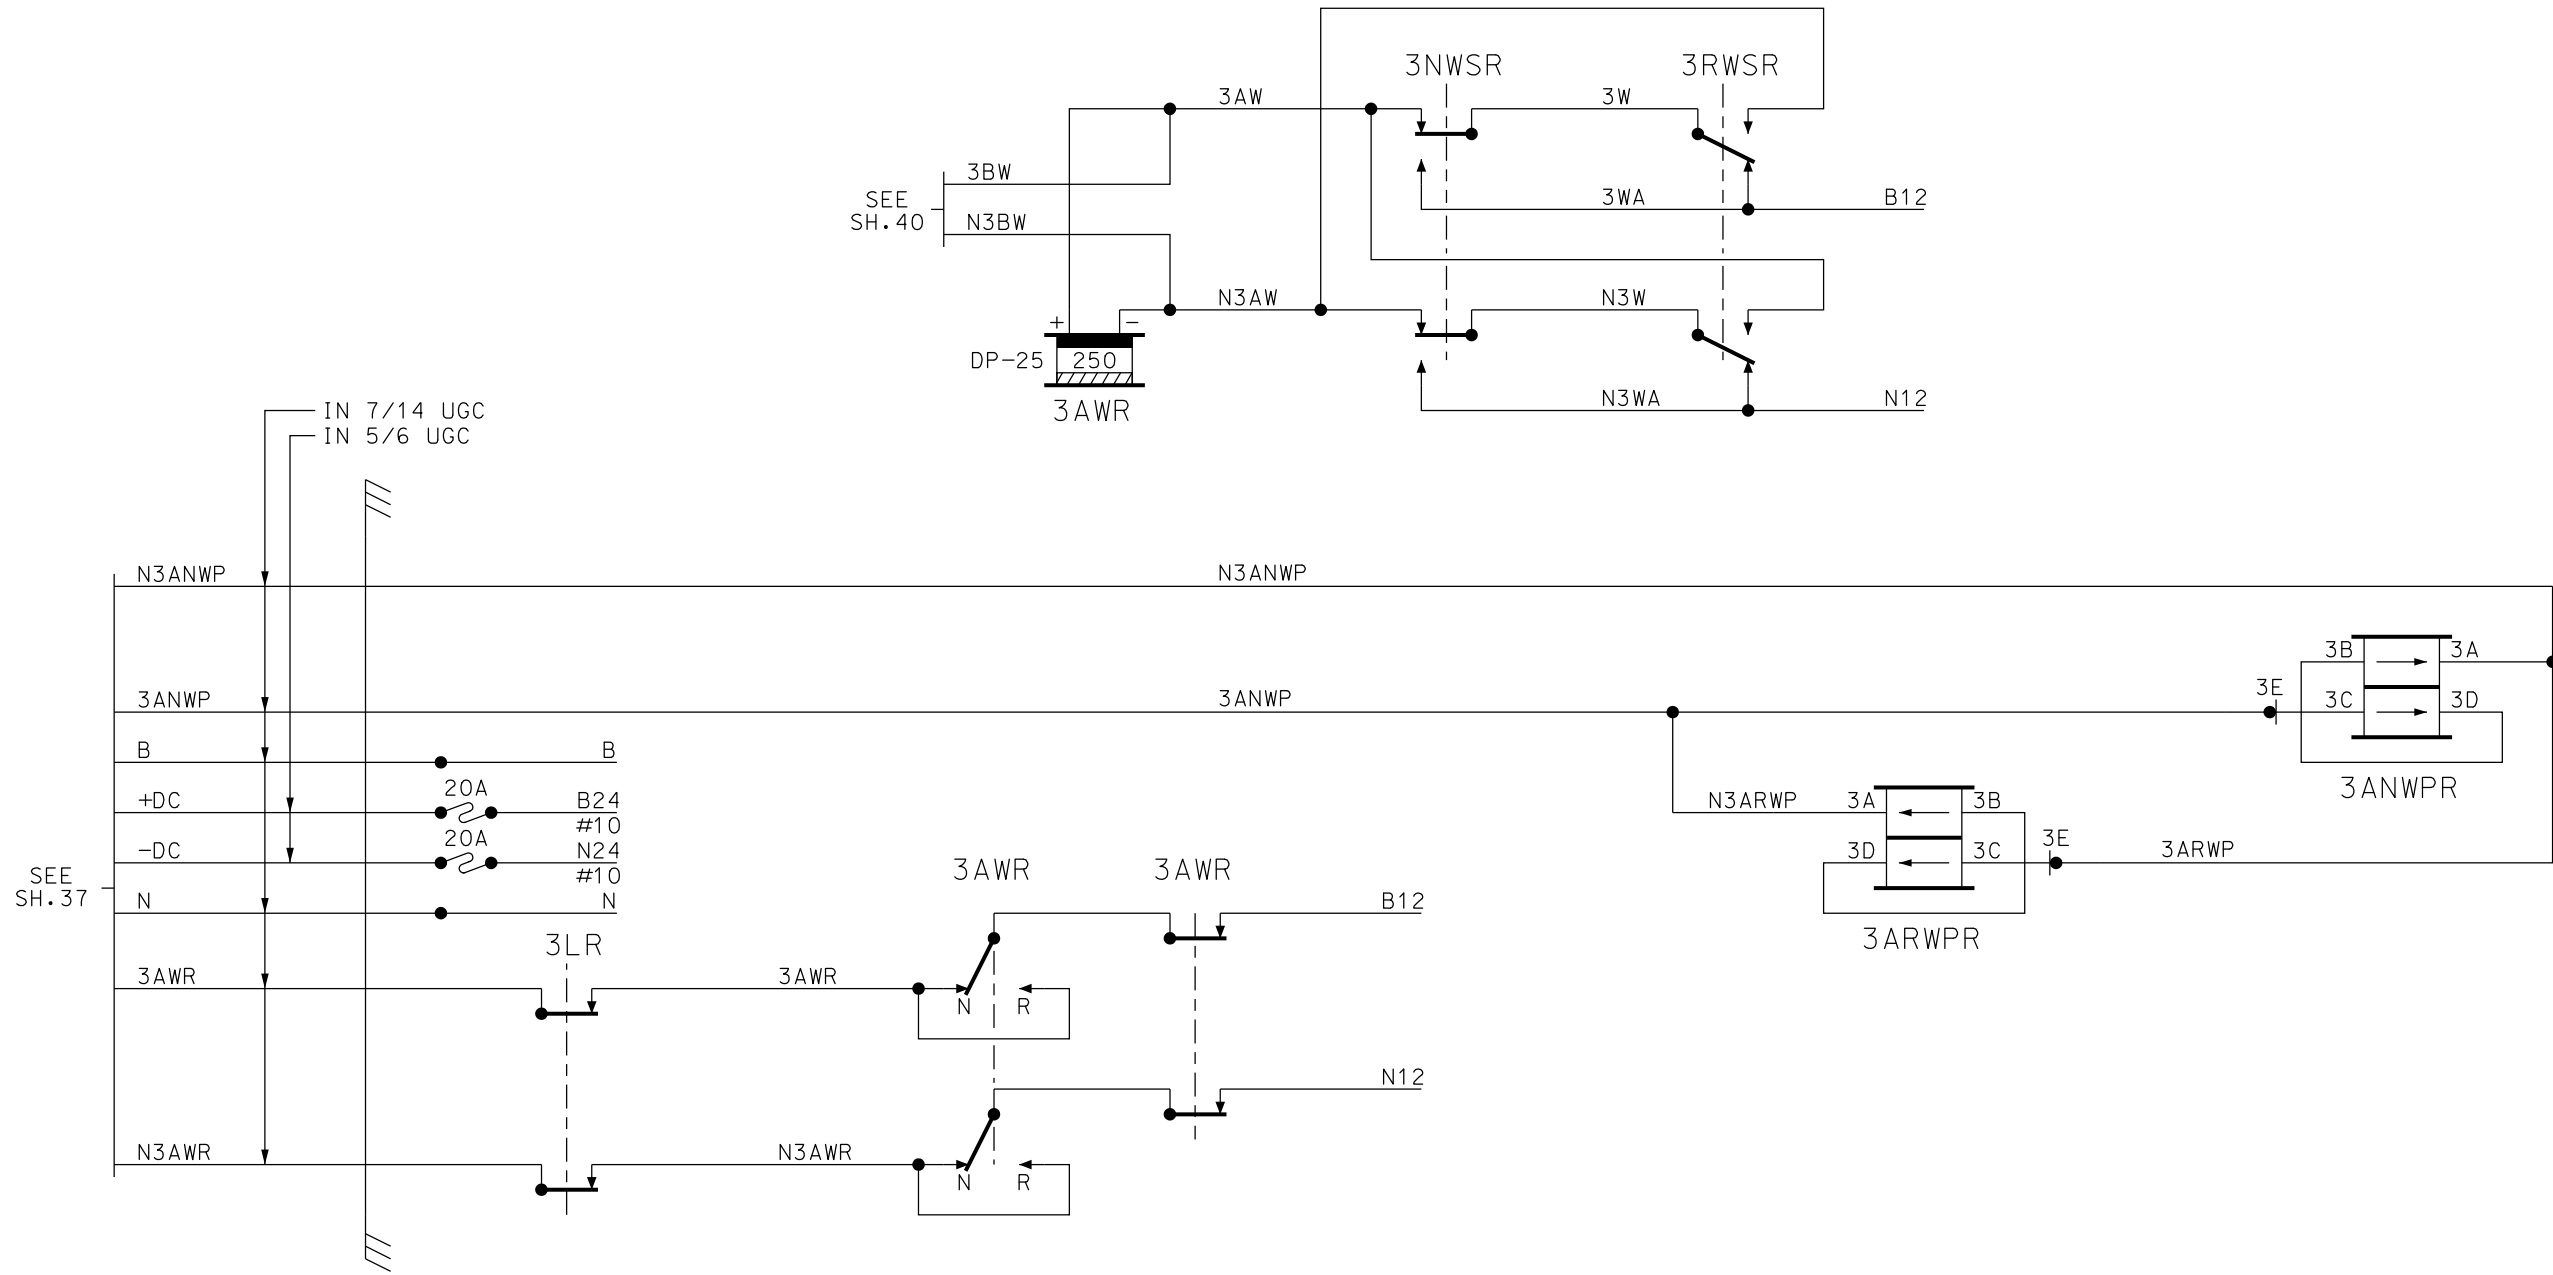 3NWSR 3RWSR
3AW 3W
3BW
SEE
SH.40
3WA B12
N3BW
N3AW N3W
+ -
DP-25 250
3AWR
N3WA N12
IN 7/14 UGC
IN 5/6 UGC
N3ANWP N3ANWP
3B 3A
3ANWP 3ANWP 3E 3C 3D
B B
3ANWPR
20A
+DC B24
#10
N3ARWP 3A 3B
20A
-DC N24
#10
3D 3C 3E 3ARWP
SEE
SH.37
3AWR 3AWR
N N
B12
3ARWPR
3LR
3AWR 3AWR
N R
N12
N3AWR N3AWR
N R